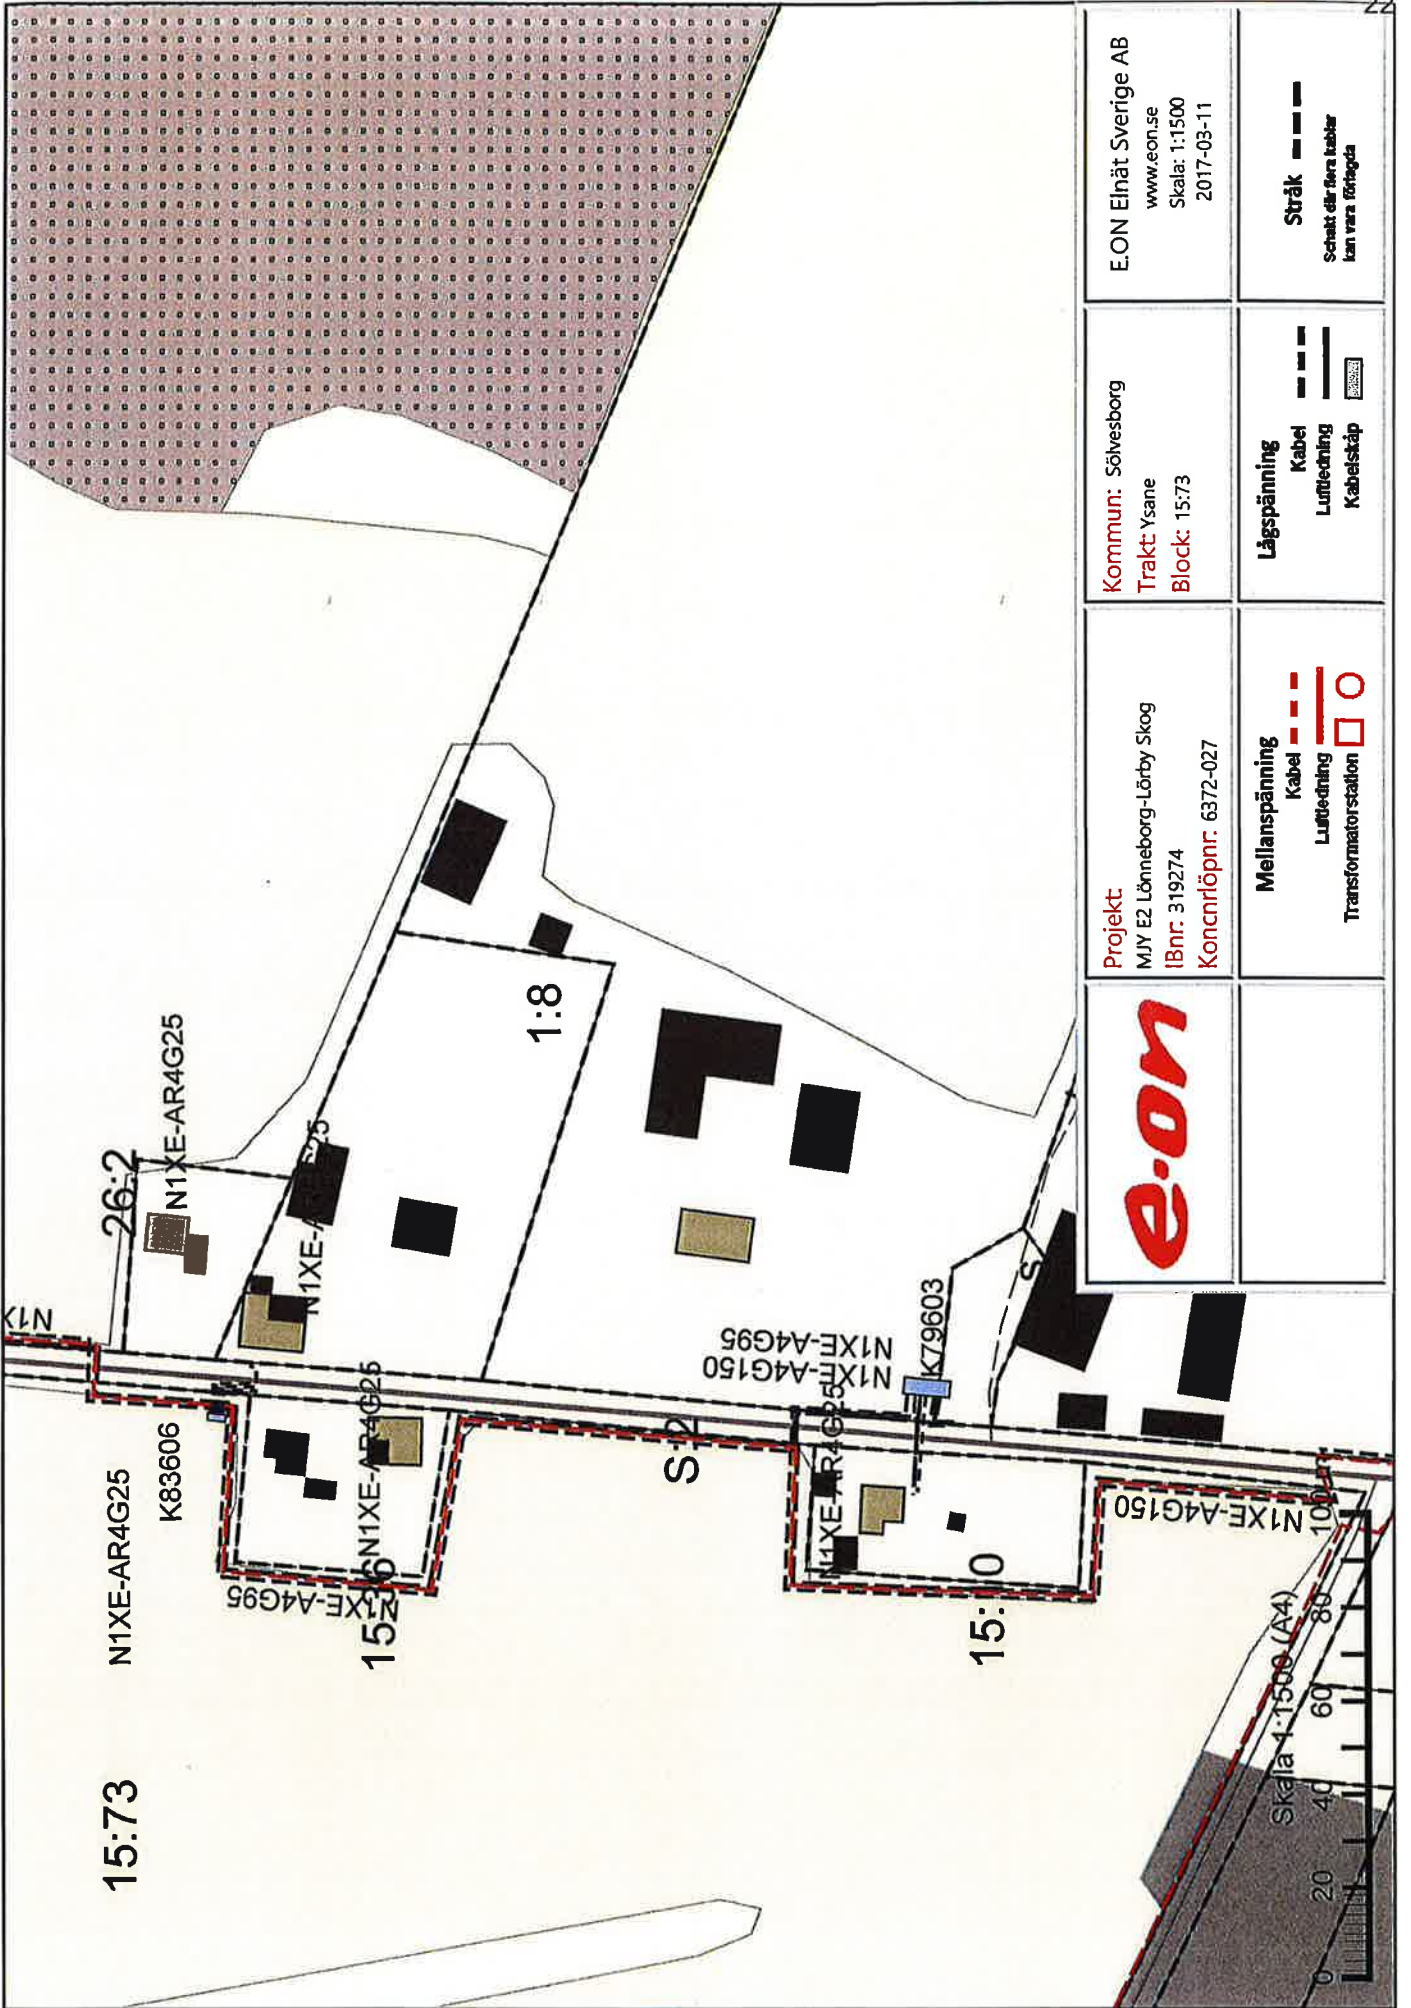 15:73
N1XE-AR4G25
K83606
26:2
N1XE-AR4G25
N1X
N1XE-A4G95
N1XE-AR4G25
1:8
S:2
N1XE-A4G95
N1XE-A4G150
K79603
N1XE-AR4G25
S
N1XE-A4G150
Skala 1:1500 (A4)
0 20 40 60 80 100
e·on
Projekt:
MJY E2 Lönneborg-Lörby Skog
IBnr: 319274
Koncnrlöpnr: 6372-027
Kommun: Sölvesborg
Trakt: Ysane
Block: 15:73
E.ON Elnät Sverige AB
www.eon.se
Skala: 1:1500
2017-03-11
Mellanspänning
Kabel
Luftledning
Transformatorstation
Lågspänning
Kabel
Luftledning
Kabelskåp
Stråk
Schakt där flera kablar
kan vara förlagda